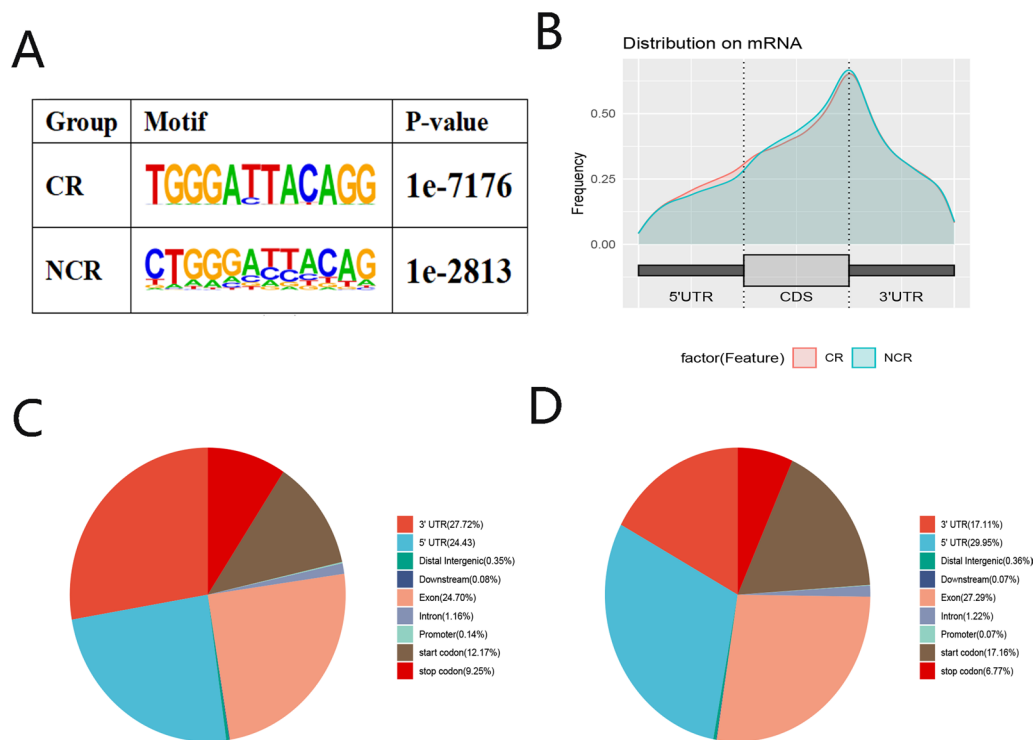 A
Group Motif P-value
CR TGGGATTACAGG 1e-7176
NCR CTGGGATTACAG 1e-2813
B
Distribution on mRNA
Frequency
0.50
0.25
0.00
5'UTR CDS 3'UTR
factor(Feature) CR NCR
C
3' UTR(27.72%)
5' UTR(24.43)
Distal Intergenic(0.35%)
Downstream(0.08%)
Exon(24.70%)
Intron(1.16%)
Promoter(0.14%)
start codon(12.17%)
stop codon(9.25%)
D
3' UTR(17.11%)
5' UTR(29.95%)
Distal Intergenic(0.36%)
Downstream(0.07%)
Exon(27.29%)
Intron(1.22%)
Promoter(0.07%)
start codon(17.16%)
stop codon(6.77%)